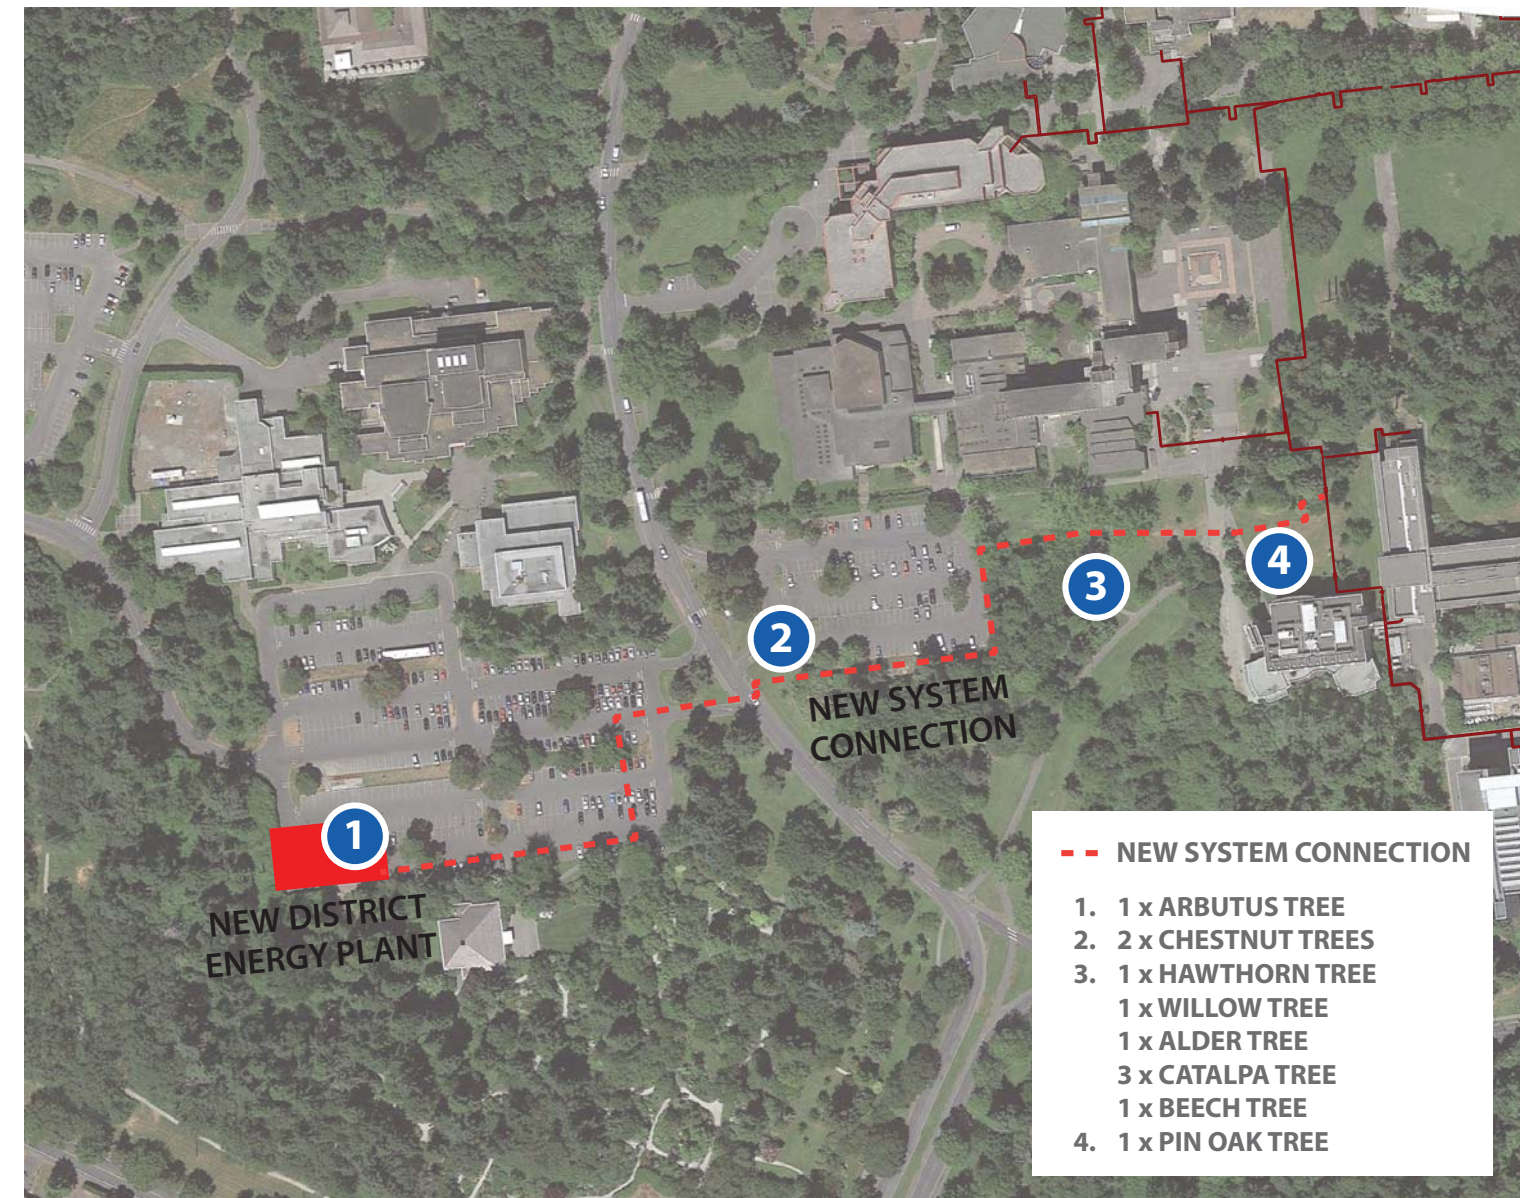 2
3
4
NEW SYSTEM
CONNECTION
1
NEW DISTRICT
ENERGY PLANT
NEW SYSTEM CONNECTION
1. 1 x ARBUTUS TREE
2. 2 x CHESTNUT TREES
3. 1 x HAWTHORN TREE
1 x WILLOW TREE
1 x ALDER TREE
3 x CATALPA TREE
1 x BEECH TREE
4. 1 x PIN OAK TREE